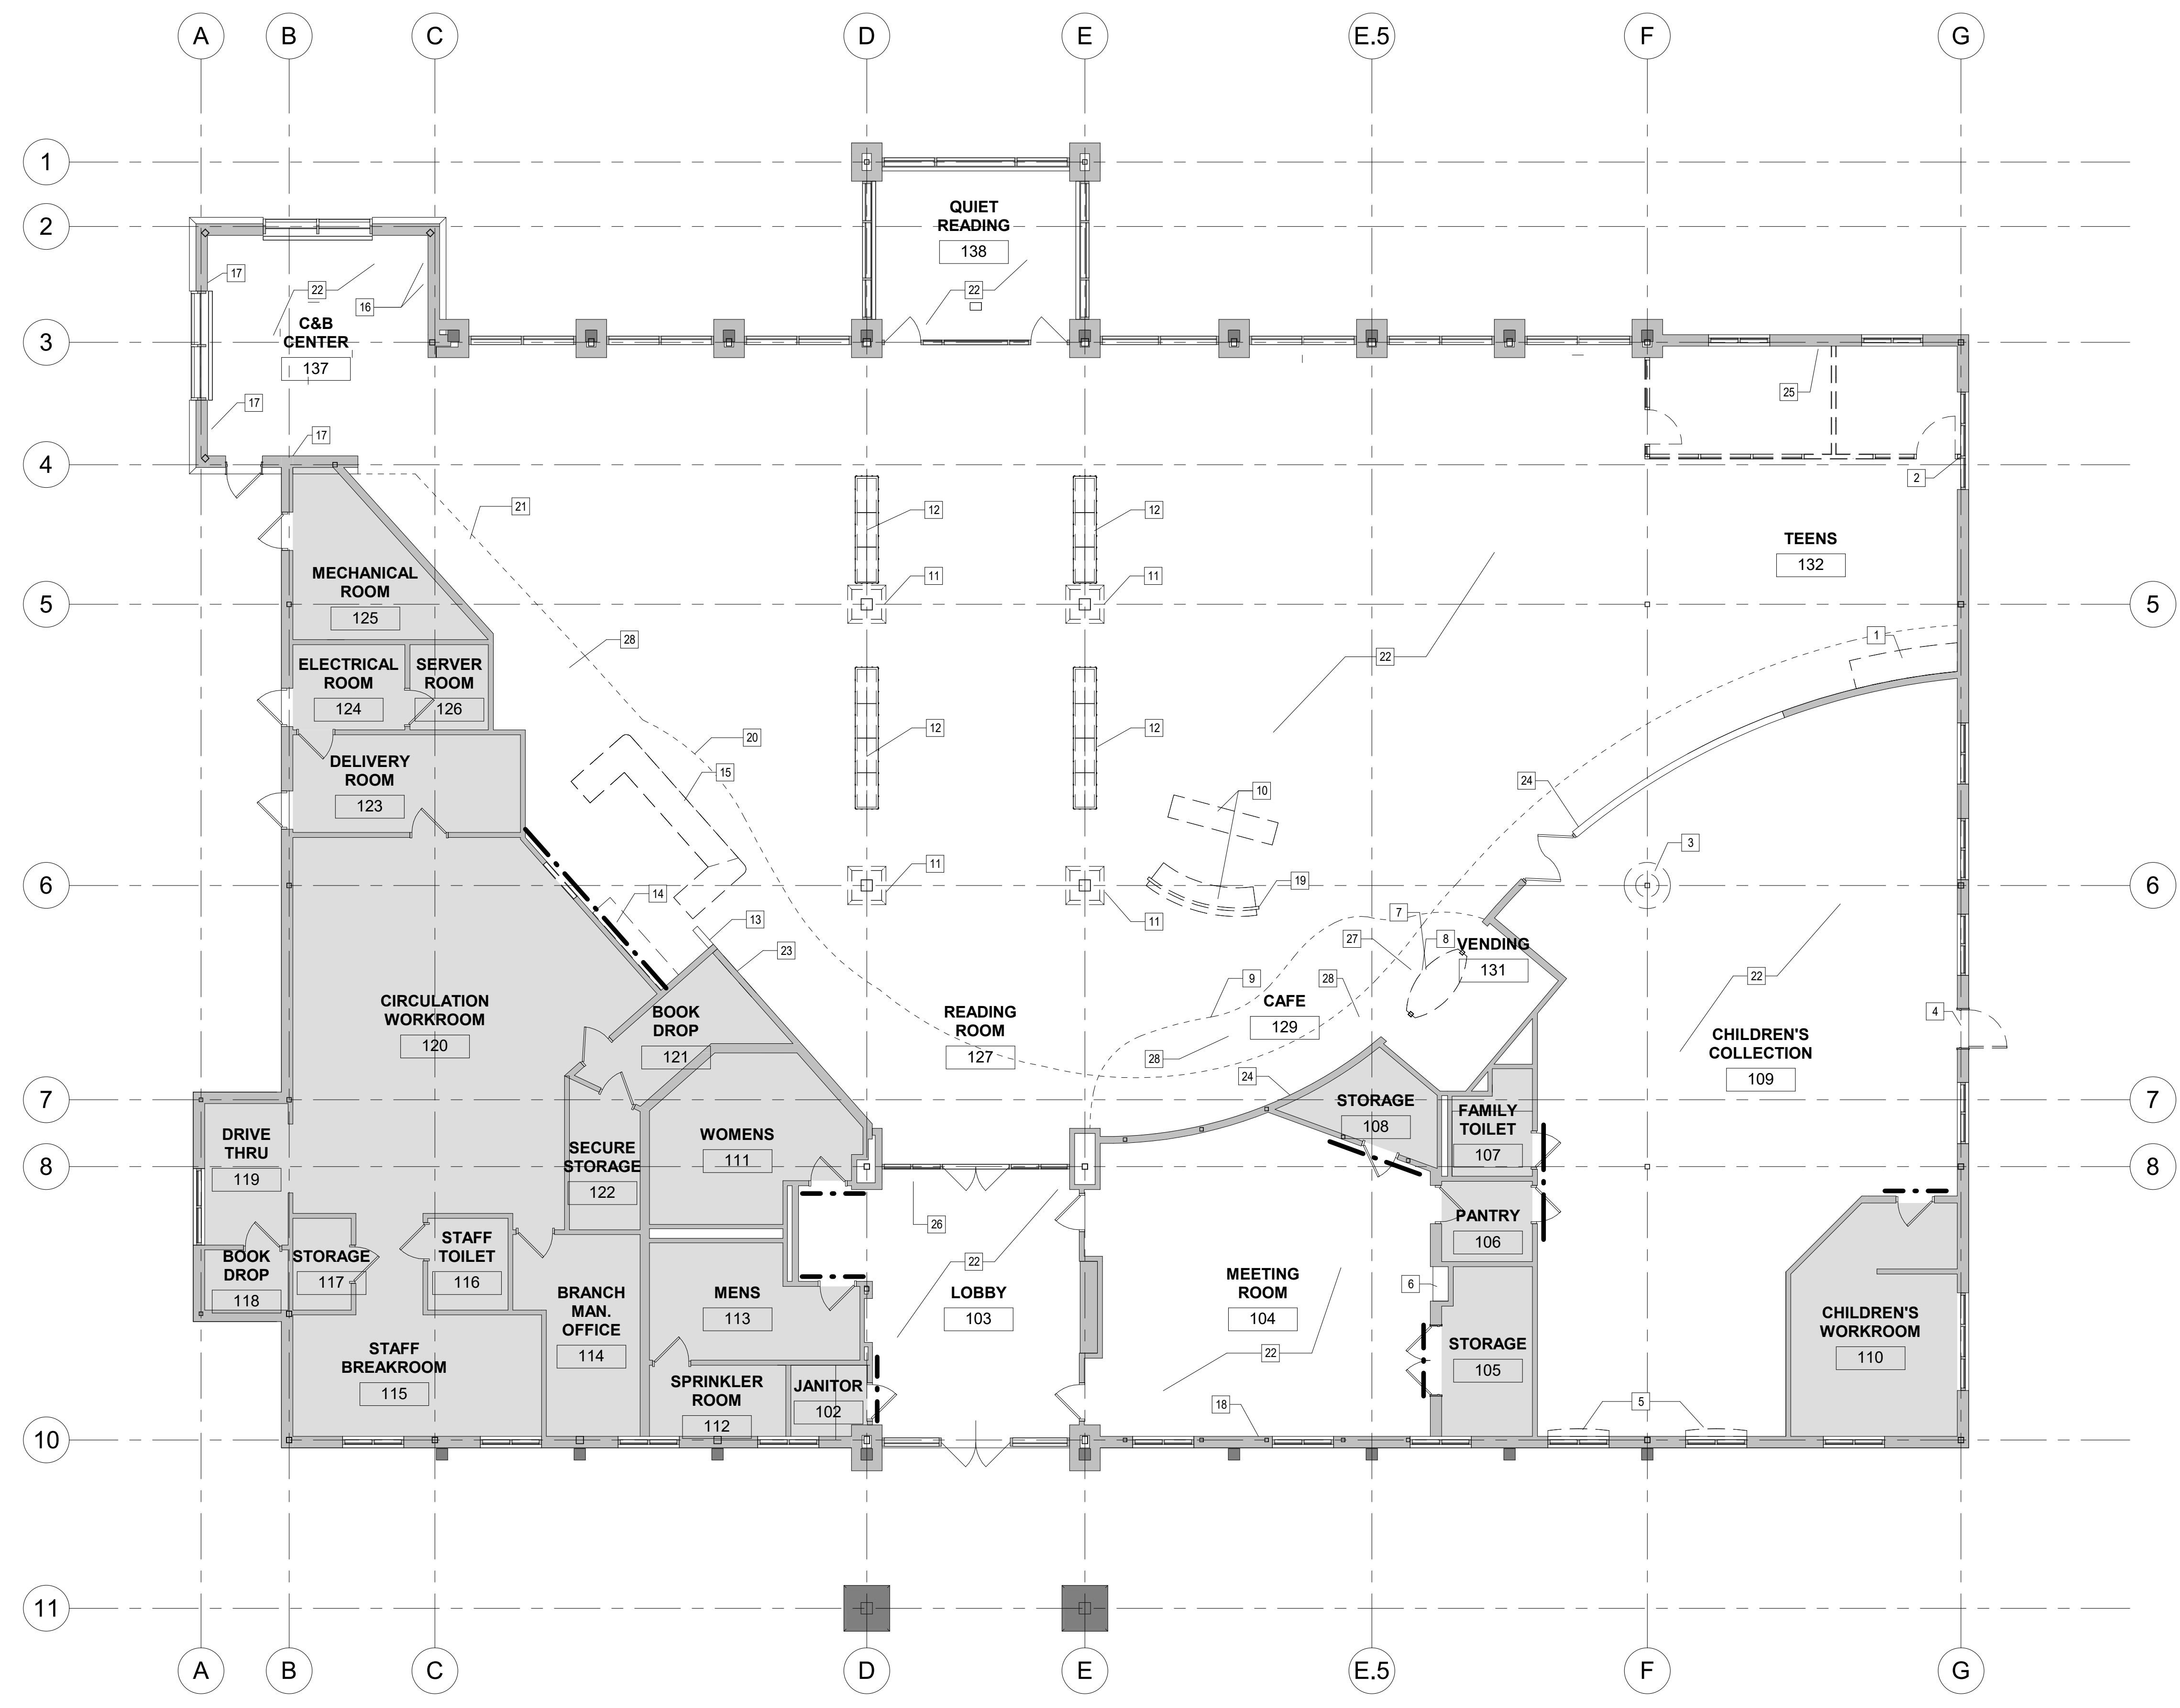 A B C D E E.5 F G
1
2
QUIET
READING
138
17
22
22
16
C&B
CENTER
137
3
25
17
17
4
2
21
12
12
TEENS
132
MECHANICAL
ROOM
125
11
11
5
5
28
1
22
ELECTRICAL
ROOM
124
SERVER
ROOM
126
12
12
20
15
DELIVERY
ROOM
123
24
10
3
6
14
11
19
6
13
11
7
23
27
8
VENDING
131
9
28
22
CIRCULATION
WORKROOM
120
BOOK
DROP
121
READING
ROOM
127
CAFE
129
4
28
CHILDREN'S
COLLECTION
109
24
7
STORAGE
108
FAMILY
TOILET
107
7
DRIVE
THRU
119
WOMENS
111
SECURE
STORAGE
122
8
8
26
PANTRY
106
STAFF
TOILET
116
BOOK
DROP
118
STORAGE
117
22
MEETING
ROOM
104
6
BRANCH
MAN.
OFFICE
114
MENS
113
LOBBY
103
CHILDREN'S
WORKROOM
110
STAFF
BREAKROOM
115
STORAGE
105
22
SPRINKLER
ROOM
112
JANITOR
102
18
5
10
11
A B C D E E.5 F G